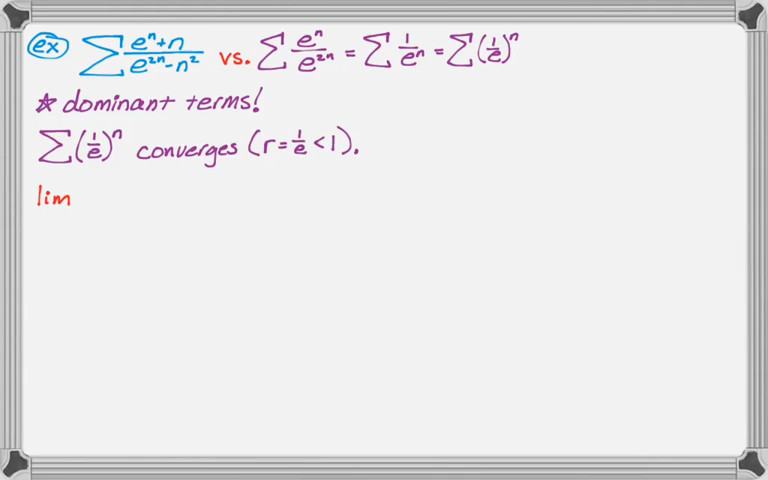 ex ∑ (eⁿ+n)/(e²ⁿ-n²) vs. ∑ eⁿ/e²ⁿ = ∑ 1/eⁿ = ∑(1/e)ⁿ
☆ dominant terms!
∑(1/e)ⁿ converges (r=1/e<1).
lim